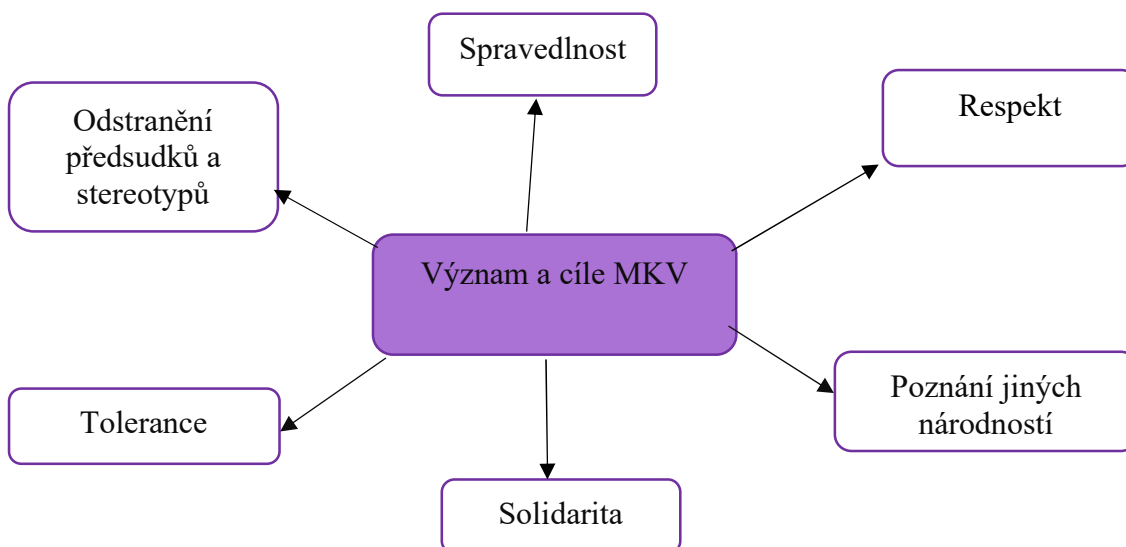 Spravedlnost
Odstranění
předsudků a
stereotypů
Respekt
Význam a cíle MKV
Tolerance
Poznání jiných
národností
Solidarita